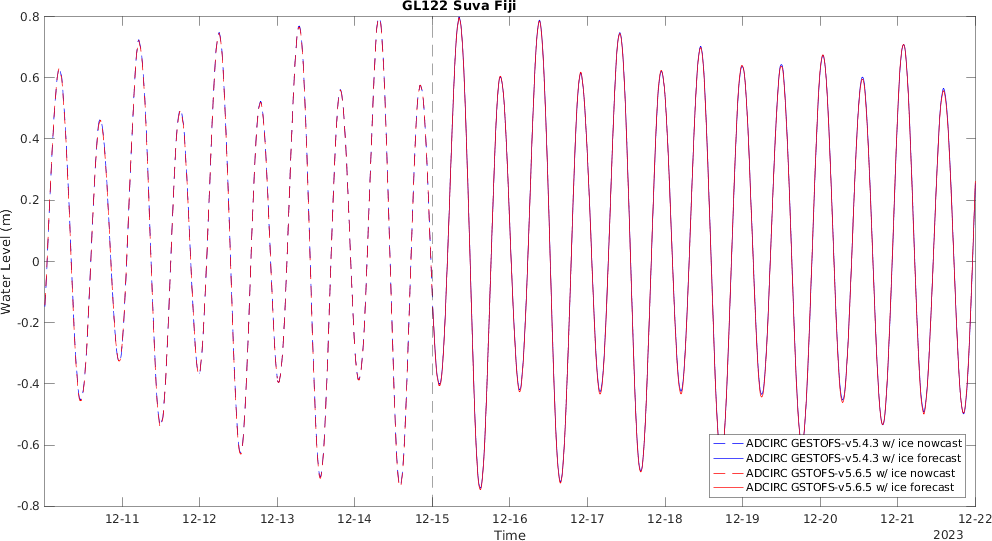 GL122 Suva Fiji
0.8
0.6
0.4
0.2
0
-0.2
-0.4
-0.6
-0.8
Water Level (m)
ADCIRC GESTOFS-v5.4.3 w/ ice nowcast
ADCIRC GESTOFS-v5.4.3 w/ ice forecast
ADCIRC GSTOFS-v5.6.5 w/ ice nowcast
ADCIRC GSTOFS-v5.6.5 w/ ice forecast
12-11 12-12 12-13 12-14 12-15 12-16 12-17 12-18 12-19 12-20 12-21 12-22
Time
2023